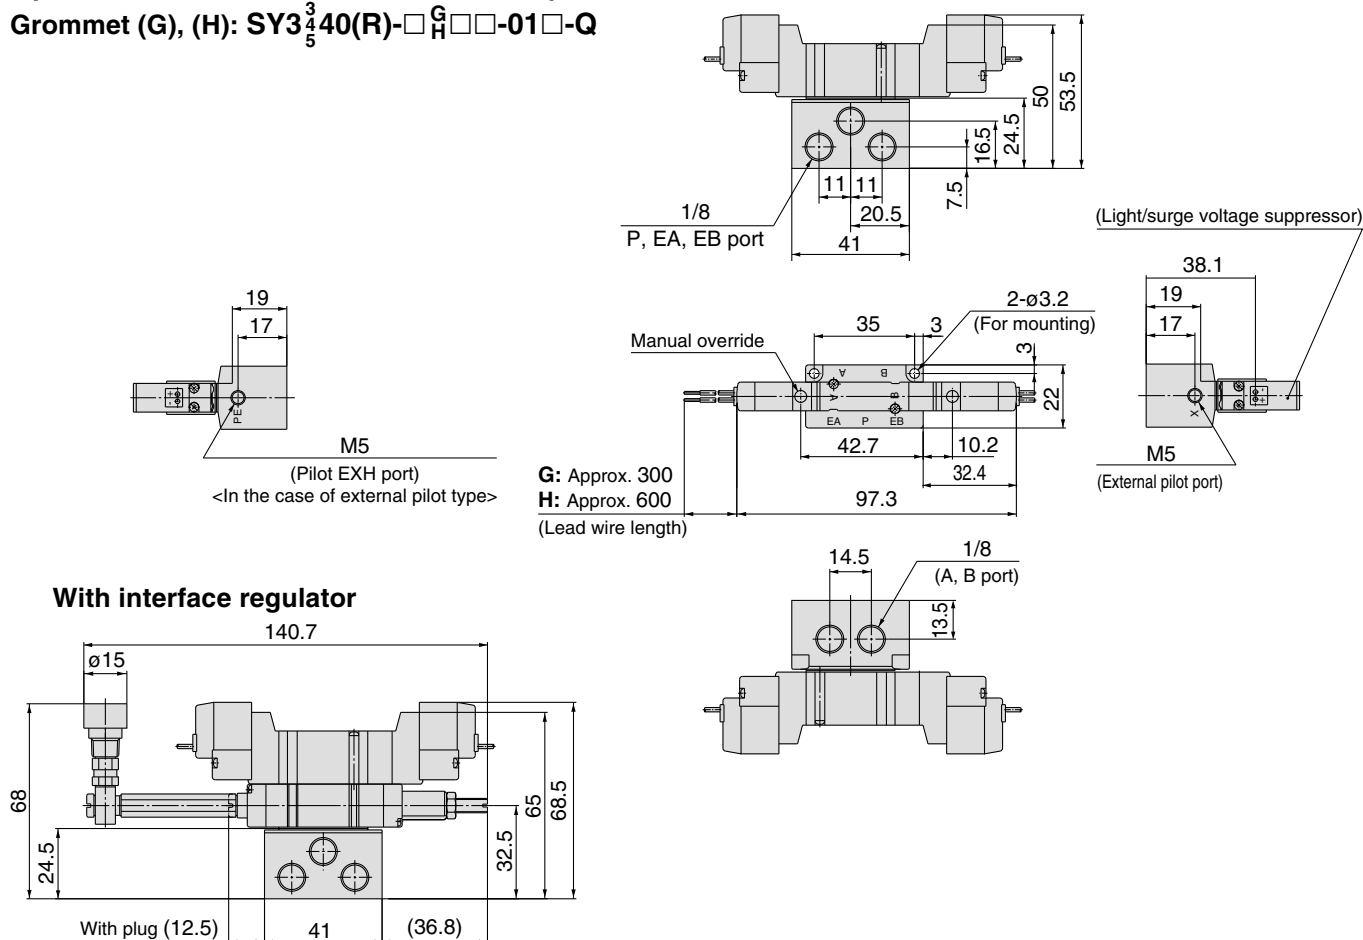 Grommet (G), (H): SY3 3/4/5 40(R)-□ G/H □□-01□-Q
50
53.5
24.5
16.5
7.5
11
11
20.5
41
1/8
P, EA, EB port
(Light/surge voltage suppressor)
38.1
19
17
X
M5
(External pilot port)
19
17
PE
M5
(Pilot EXH port)
<In the case of external pilot type>
2-ø3.2
(For mounting)
35
3
3
Manual override
A
B
A
B
EA P EB
22
42.7
10.2
32.4
97.3
G: Approx. 300
H: Approx. 600
(Lead wire length)
14.5
1/8
(A, B port)
13.5
With interface regulator
140.7
ø15
68
24.5
65
68.5
32.5
With plug (12.5)
41
(36.8)